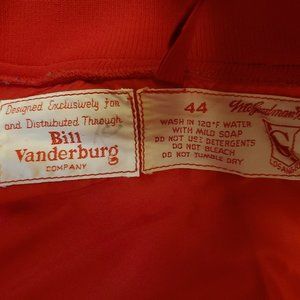 Designed Exclusively For
and Distributed Through
Bill
Vanderburg
COMPANY
44
WASH IN 120°F WATER
WITH MILD SOAP
DO NOT USE DETERGENTS
DO NOT BLEACH
DO NOT TUMBLE DRY